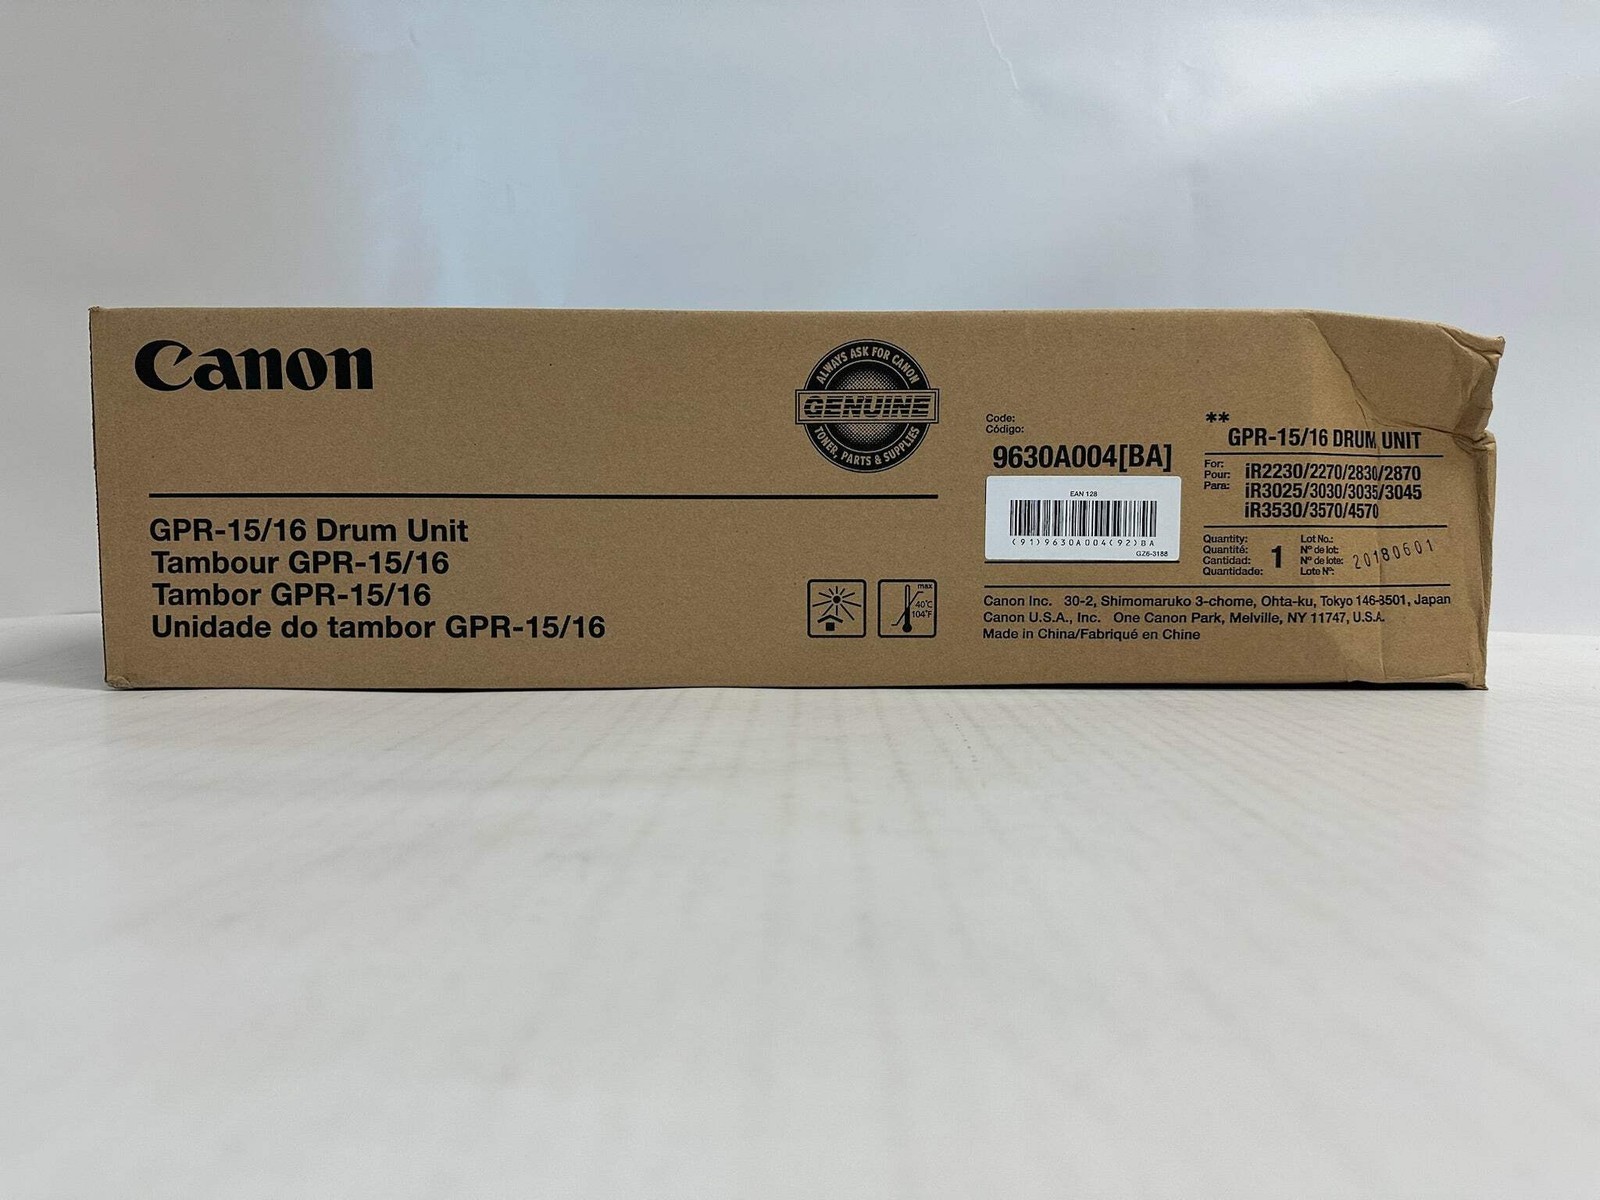 Canon
ALWAYS ASK FOR CANON
GENUINE
TONER, PARTS & SUPPLIES
GPR-15/16 Drum Unit
Tambour GPR-15/16
Tambor GPR-15/16
Unidade do tambor GPR-15/16
max
40°C
104°F
Code:
Código:
9630A004[BA]
EAN 128
(91)9630A004(92)BA
GZ6-3188
**
GPR-15/16 DRUM UNIT
For:
Pour:
Para:
iR2230/2270/2830/2870
iR3025/3030/3035/3045
iR3530/3570/4570
Quantity:
Quantité:
Cantidad:
Quantidade:
1
Lot No.:
Nº de lot:
Nº de lote:
Lote Nº:
20180601
Canon Inc. 30-2, Shimomaruko 3-chome, Ohta-ku, Tokyo 146-8501, Japan
Canon U.S.A., Inc. One Canon Park, Melville, NY 11747, U.S.A.
Made in China/Fabriqué en Chine